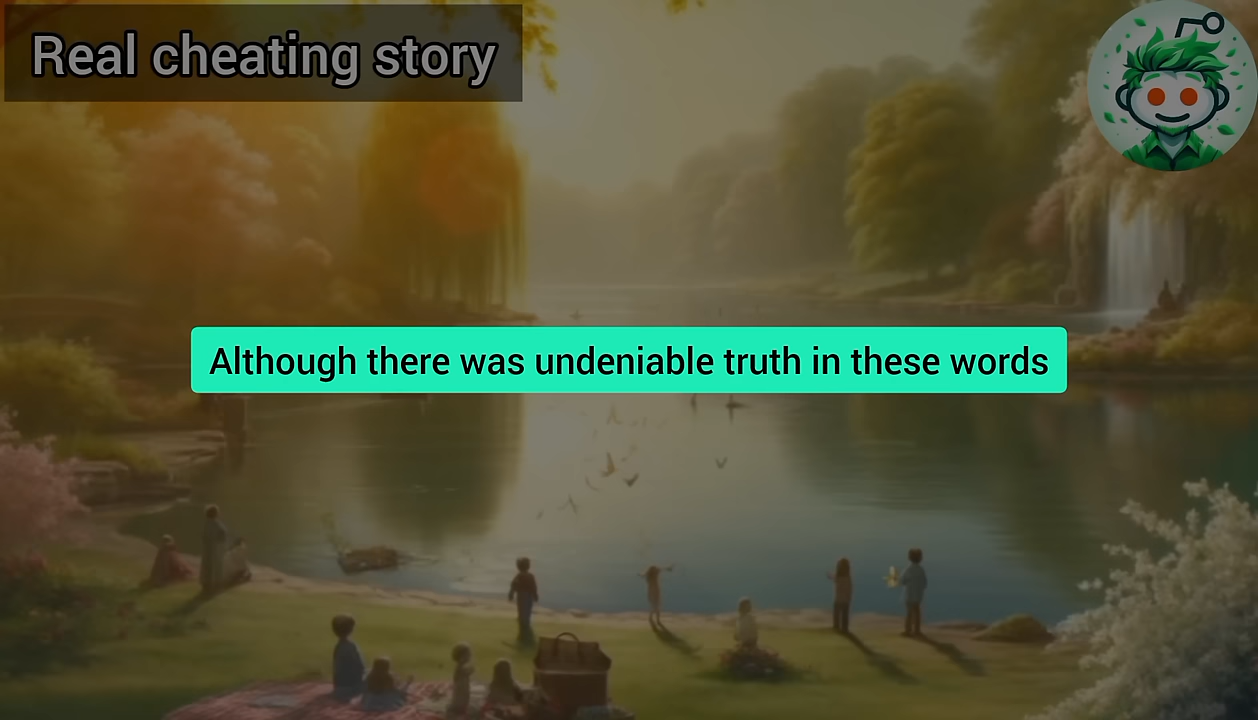 Real cheating story
Although there was undeniable truth in these words